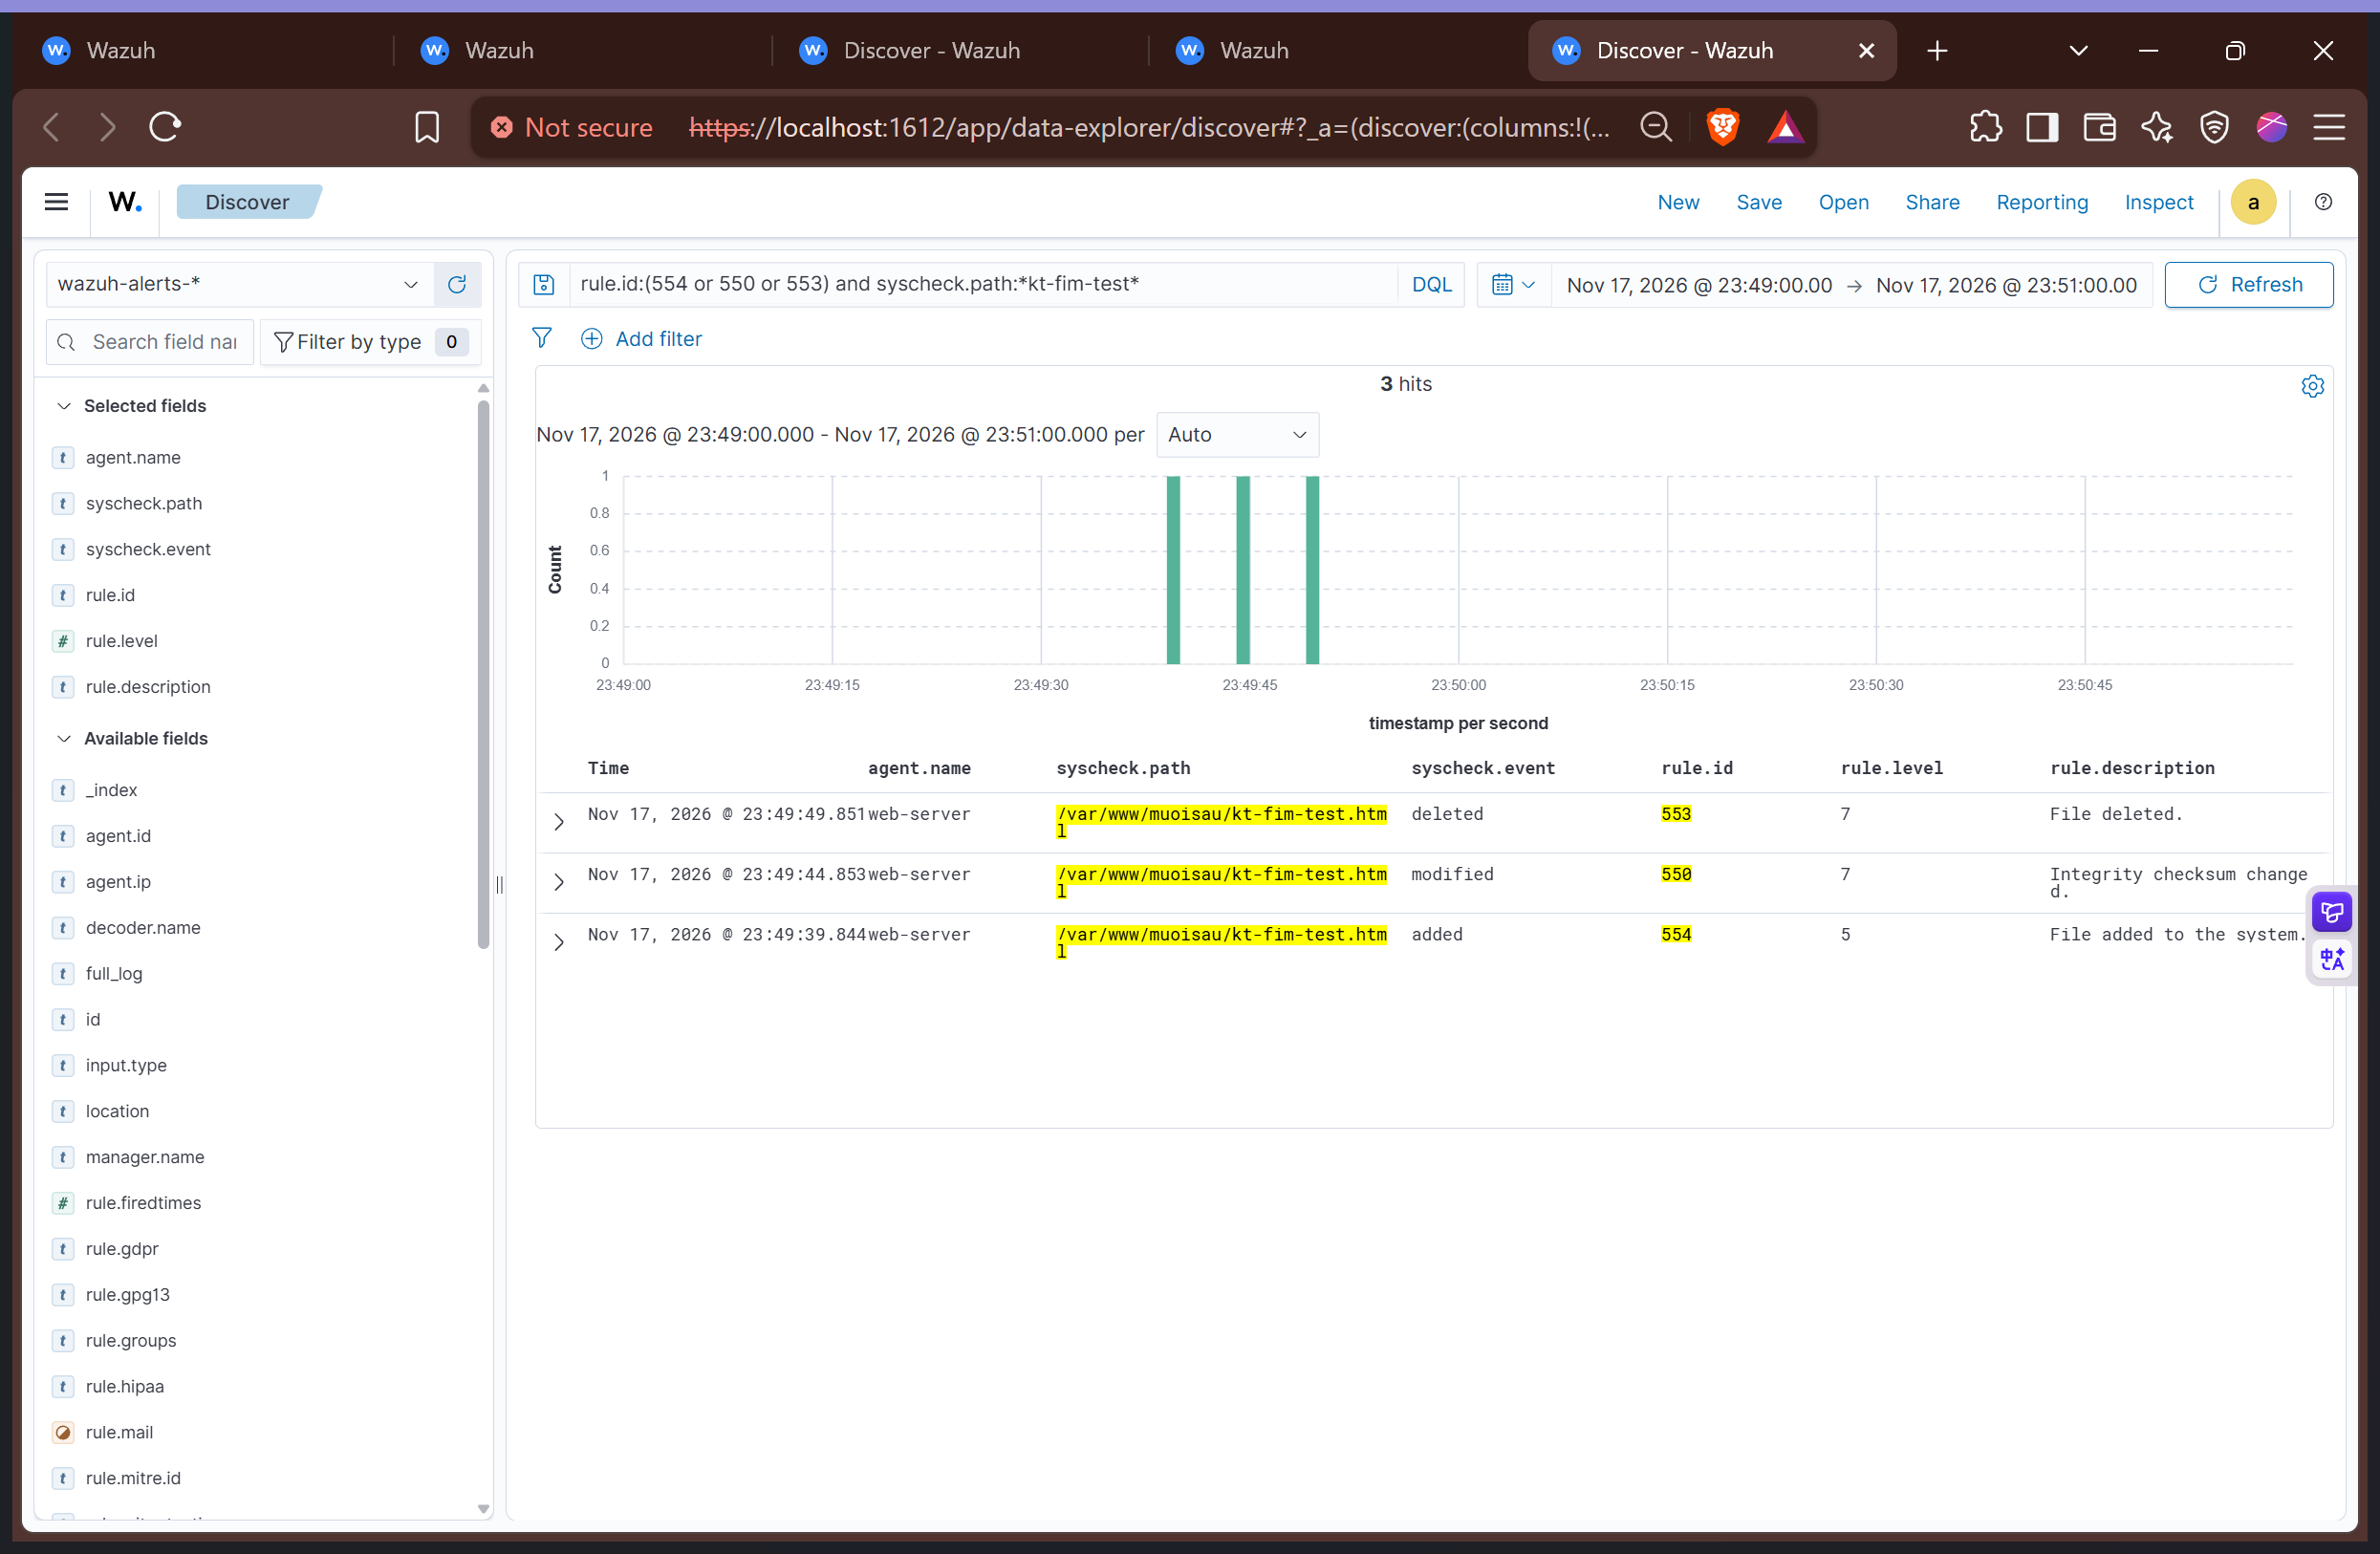 Wazuh
Wazuh
Discover - Wazuh
Wazuh
Discover - Wazuh
Not secure https://localhost:1612/app/data-explorer/discover#?_a=(discover:(columns:!(...
W.
Discover
New Save Open Share Reporting Inspect
a
wazuh-alerts-*
rule.id:(554 or 550 or 553) and syscheck.path:*kt-fim-test*
DQL
Nov 17, 2026 @ 23:49:00.00 → Nov 17, 2026 @ 23:51:00.00
Refresh
Search field nar
Filter by type 0
Add filter
Selected fields
t agent.name
t syscheck.path
t syscheck.event
t rule.id
# rule.level
t rule.description
Available fields
t _index
t agent.id
t agent.ip
t decoder.name
t full_log
t id
t input.type
t location
t manager.name
# rule.firedtimes
t rule.gdpr
t rule.gpg13
t rule.groups
t rule.hipaa
rule.mail
t rule.mitre.id
3 hits
Nov 17, 2026 @ 23:49:00.000 - Nov 17, 2026 @ 23:51:00.000 per Auto
Count
1
0.8
0.6
0.4
0.2
0
23:49:00 23:49:15 23:49:30 23:49:45 23:50:00 23:50:15 23:50:30 23:50:45
timestamp per second
Time agent.name syscheck.path syscheck.event rule.id rule.level rule.description
Nov 17, 2026 @ 23:49:49.851 web-server /var/www/muoisau/kt-fim-test.htm deleted 553 7 File deleted.
l
Nov 17, 2026 @ 23:49:44.853 web-server /var/www/muoisau/kt-fim-test.htm modified 550 7 Integrity checksum change
l d.
Nov 17, 2026 @ 23:49:39.844 web-server /var/www/muoisau/kt-fim-test.htm added 554 5 File added to the system.
l